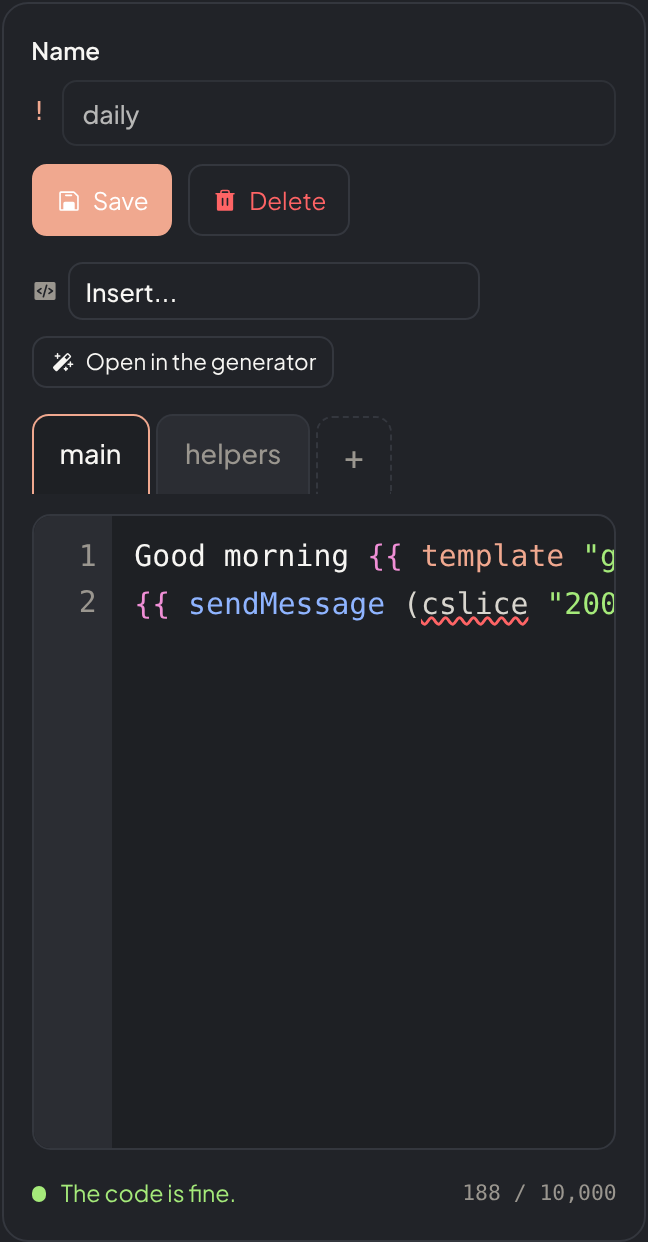 Name
! daily
Save Delete
</> Insert...
Open in the generator
main helpers +
1 Good morning {{ template "g
2 {{ sendMessage (cslice "200
The code is fine. 188 / 10,000